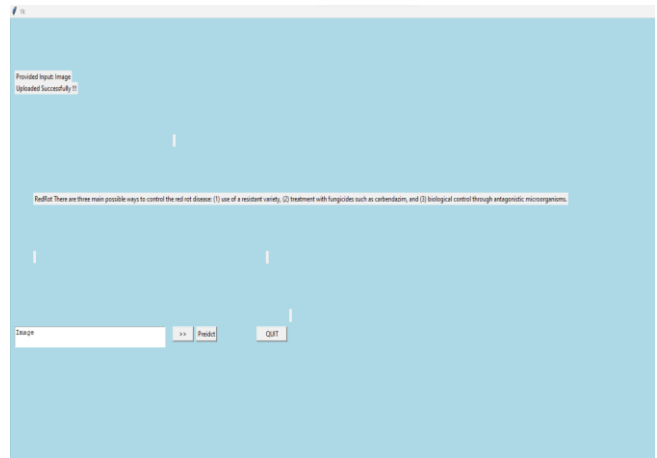 tk
Provided Input: Image
Uploaded Successfully !!!
RedRot There are three main possible ways to control the red rot disease: (1) use of a resistant variety, (2) treatment with fungicides such as carbendazim, and (3) biological control through antagonistic microorganisms.
Image
>> Preidct QUIT